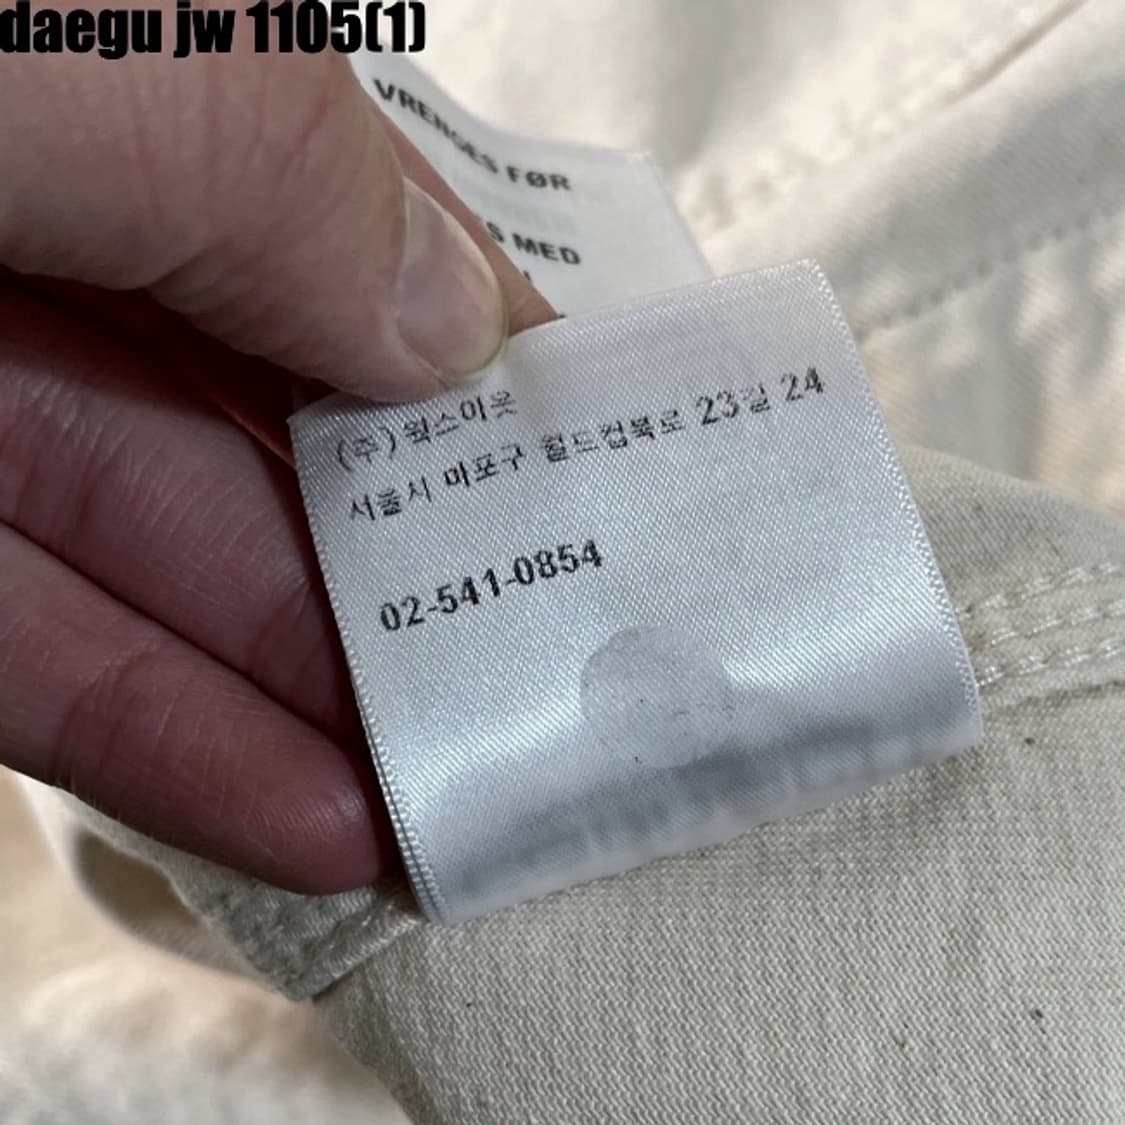 daegu jw 1105(1)
VRENGES FØR
S MED
(주)웍스이웃
서울시 마포구 월드컵북로 23길 24
02-541-0854